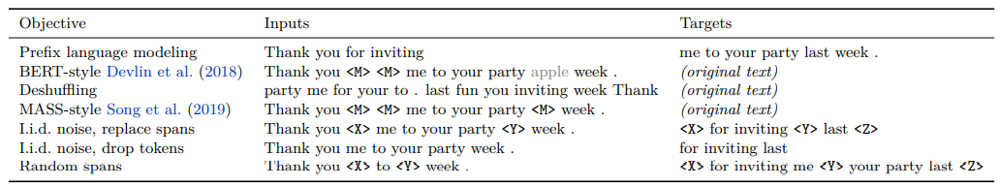 Objective Inputs Targets
Prefix language modeling Thank you for inviting me to your party last week .
BERT-style Devlin et al. (2018) Thank you <M> <M> me to your party apple week . (original text)
Deshuffling party me for your to . last fun you inviting week Thank (original text)
MASS-style Song et al. (2019) Thank you <M> <M> me to your party <M> week . (original text)
I.i.d. noise, replace spans Thank you <X> me to your party <Y> week . <X> for inviting <Y> last <Z>
I.i.d. noise, drop tokens Thank you me to your party week . for inviting last
Random spans Thank you <X> to <Y> week . <X> for inviting me <Y> your party last <Z>